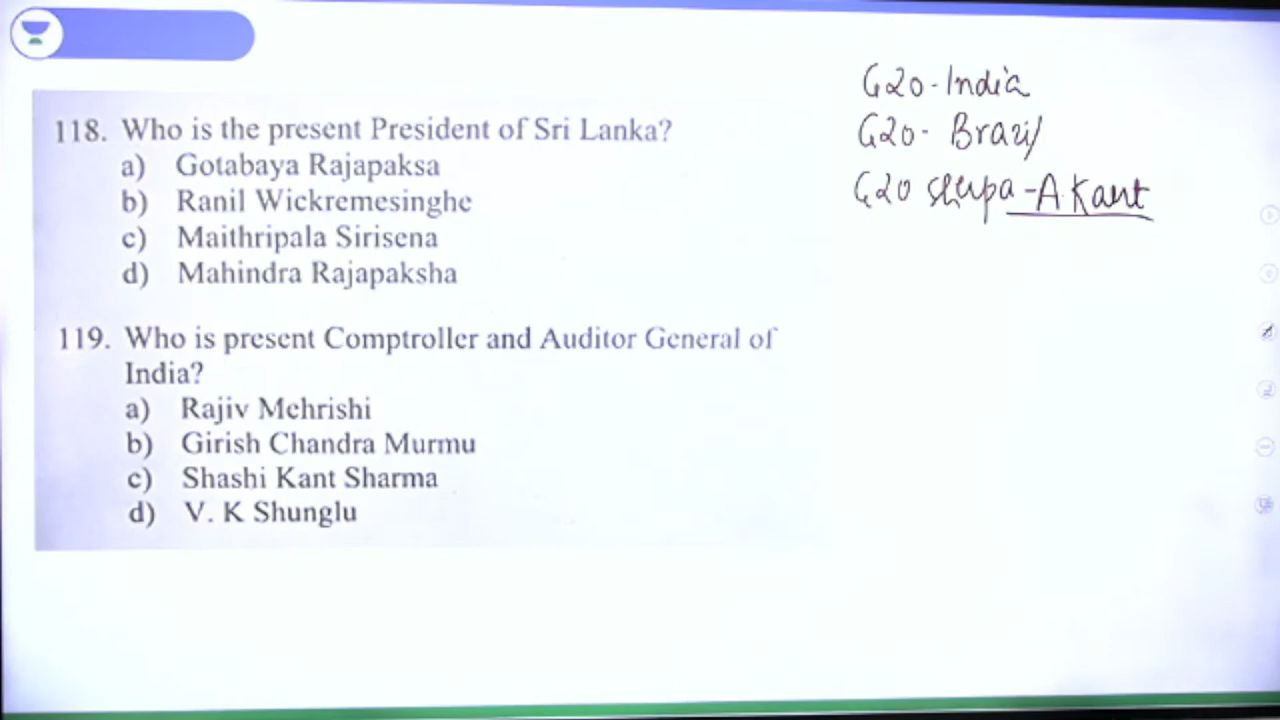 118. Who is the present President of Sri Lanka?
a) Gotabaya Rajapaksa
b) Ranil Wickremesinghe
c) Maithripala Sirisena
d) Mahindra Rajapaksha
119. Who is present Comptroller and Auditor General of
India?
a) Rajiv Mehrishi
b) Girish Chandra Murmu
c) Shashi Kant Sharma
d) V. K Shunglu
G20 - India
G20 - Brazil
G20 sherpa - A. Kant